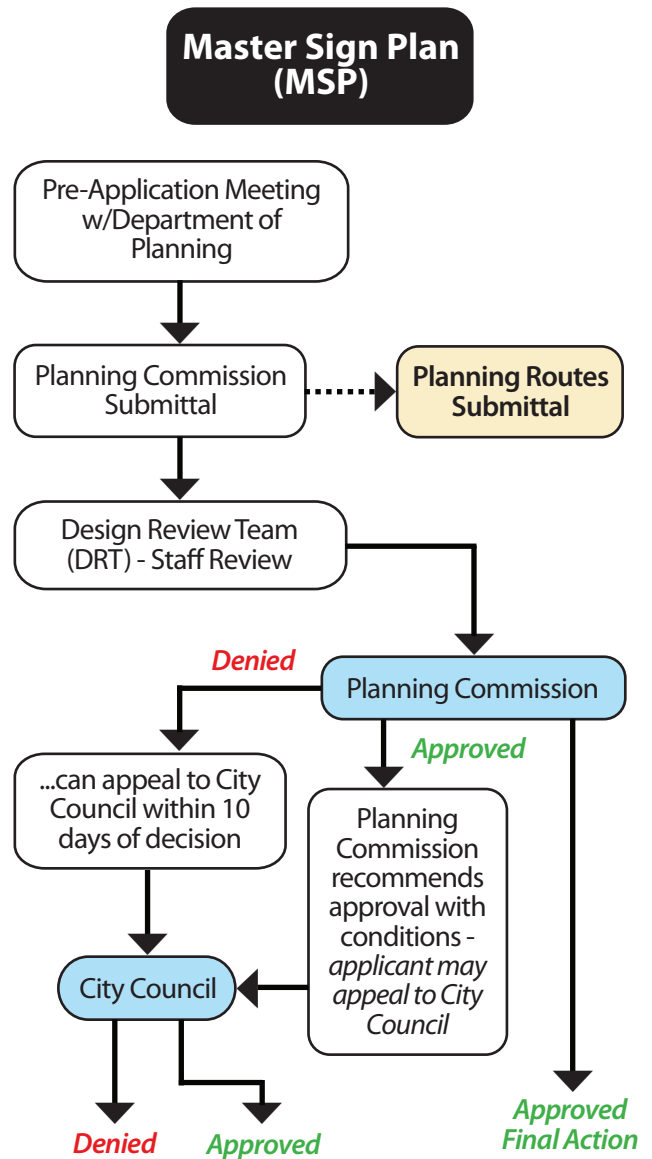 Master Sign Plan
(MSP)
Pre-Application Meeting
w/Department of
Planning
Planning Commission
Submittal
Planning Routes
Submittal
Design Review Team
(DRT) - Staff Review
Denied
Planning Commission
Approved
...can appeal to City
Council within 10
days of decision
Planning
Commission
recommends
approval with
conditions -
applicant may
appeal to City
Council
City Council
Denied
Approved
Approved
Final Action